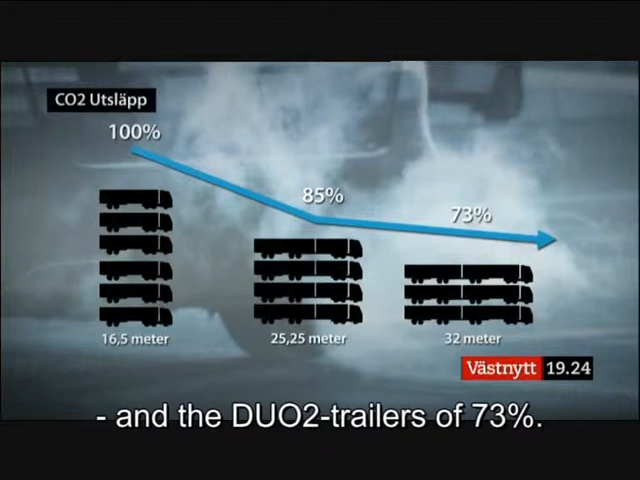 CO2 Utsläpp
100%
85%
73%
16,5 meter
25,25 meter
32 meter
Västnytt 19.24
- and the DUO2-trailers of 73%.